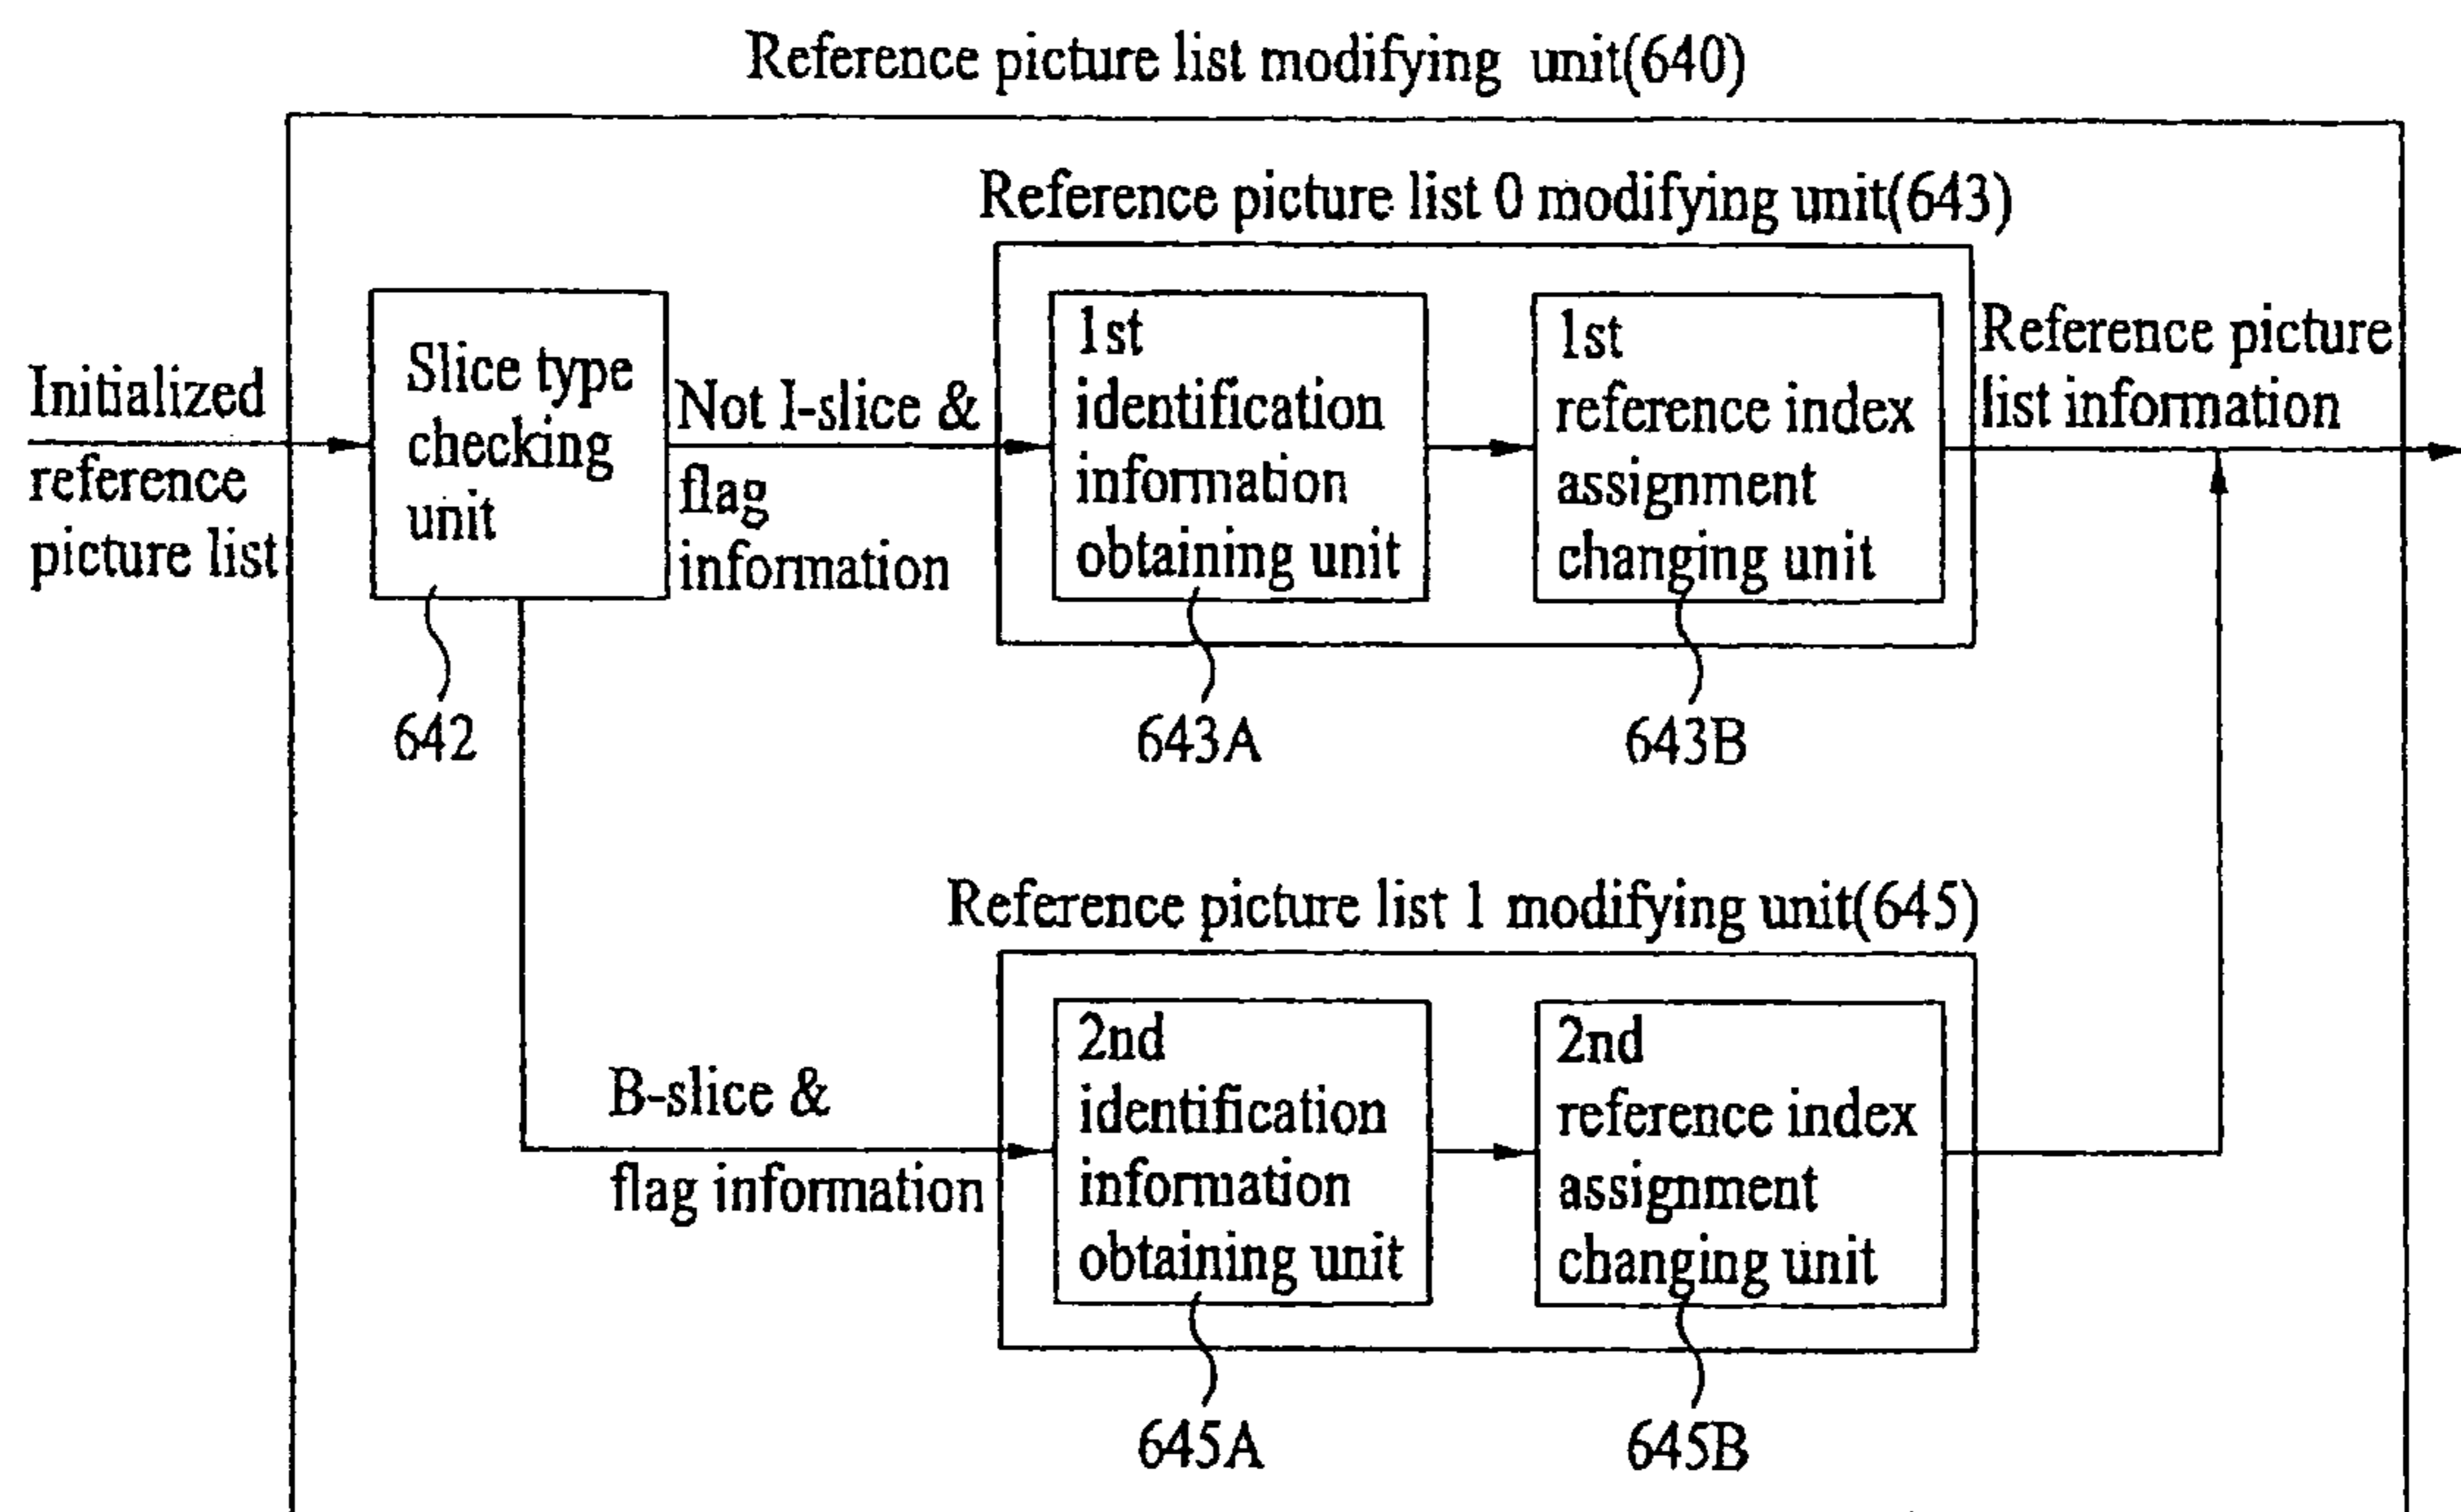 Reference picture list modifying unit(640)
Reference picture list 0 modifying unit(643)
Initialized
reference
picture list
Slice type
checking
unit
642
Not I-slice &
flag
information
1st
identification
information
obtaining unit
643A
1st
reference index
assignment
changing unit
643B
Reference picture
list information
Reference picture list 1 modifying unit(645)
B-slice &
flag information
2nd
identification
information
obtaining unit
645A
2nd
reference index
assignment
changing unit
645B